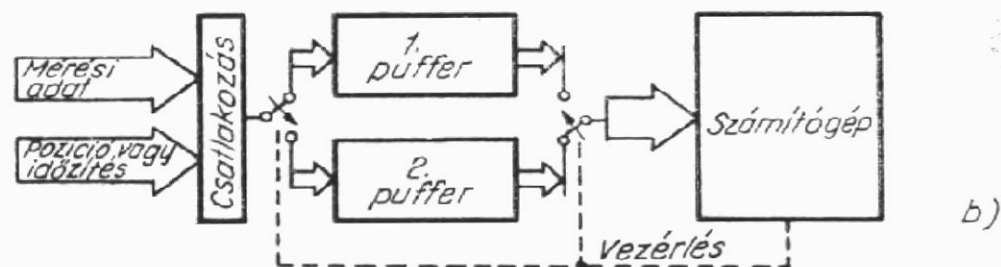 Mérési
adat
Pozíció, vagy
időzítés
Csatlakozás
1.
puffer
2.
puffer
Számítógép
Vezérlés
b)